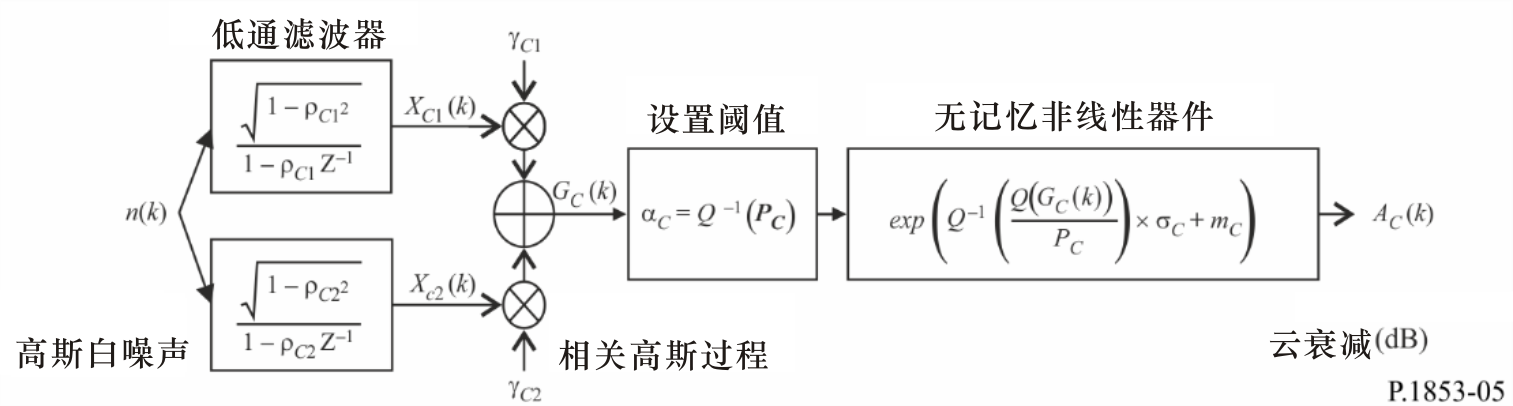 低通滤波器
γC1
√(1 − ρC1²)
1 − ρC1 Z⁻¹
XC1(k)
设置阈值
无记忆非线性器件
n(k)
GC(k)
αC = Q⁻¹(PC)
exp(Q⁻¹(Q(GC(k))/PC) × σC + mC)
AC(k)
√(1 − ρC2²)
1 − ρC2 Z⁻¹
Xc2(k)
高斯白噪声
相关高斯过程
云衰减(dB)
γC2
P.1853-05